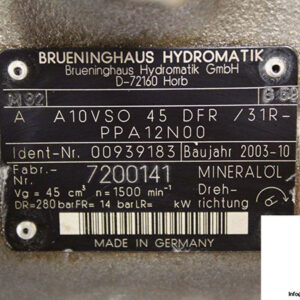 BRUENINGHAUS HYDROMATIK
Brueninghaus Hydromatik GmbH
D-72160 Horb
A A10VSO 45 DFR /31R-
PPA12N00
Ident-Nr. 00939183 Baujahr 2003-10
Fabr.-Nr. 7200141 MINERALÖL
Vg = 45 cm³ n = 1500 min⁻¹ Dreh-
DR=280 bar FR= 14 bar LR= kW richtung
MADE IN GERMANY